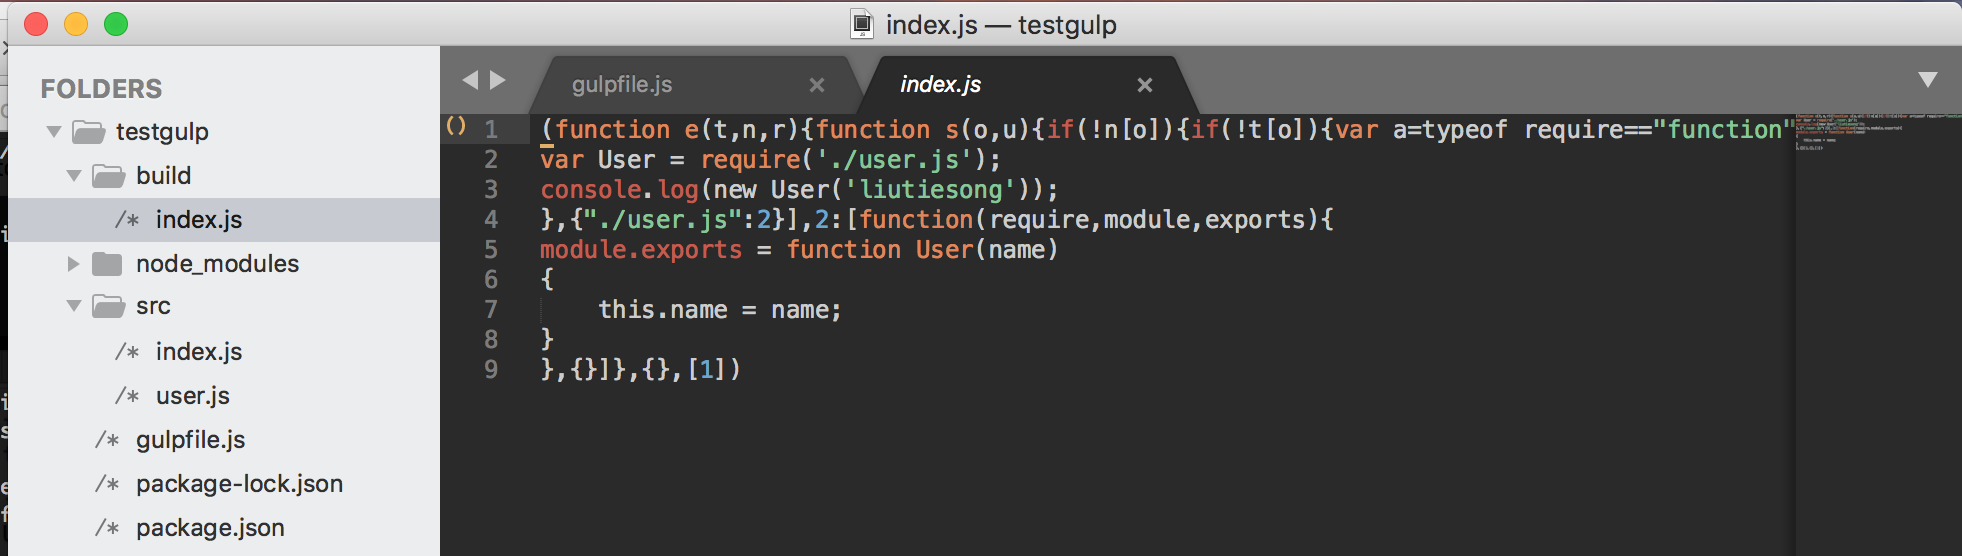 index.js — testgulp
FOLDERS
testgulp
build
/* index.js
node_modules
src
/* index.js
/* user.js
/* gulpfile.js
/* package-lock.json
/* package.json
gulpfile.js
index.js
1 (function e(t,n,r){function s(o,u){if(!n[o]){if(!t[o]){var a=typeof require=="function"
2 var User = require('./user.js');
3 console.log(new User('liutiesong'));
4 },{"./user.js":2}],2:[function(require,module,exports){
5 module.exports = function User(name)
6 {
7     this.name = name;
8 }
9 },{}]},{},[1])